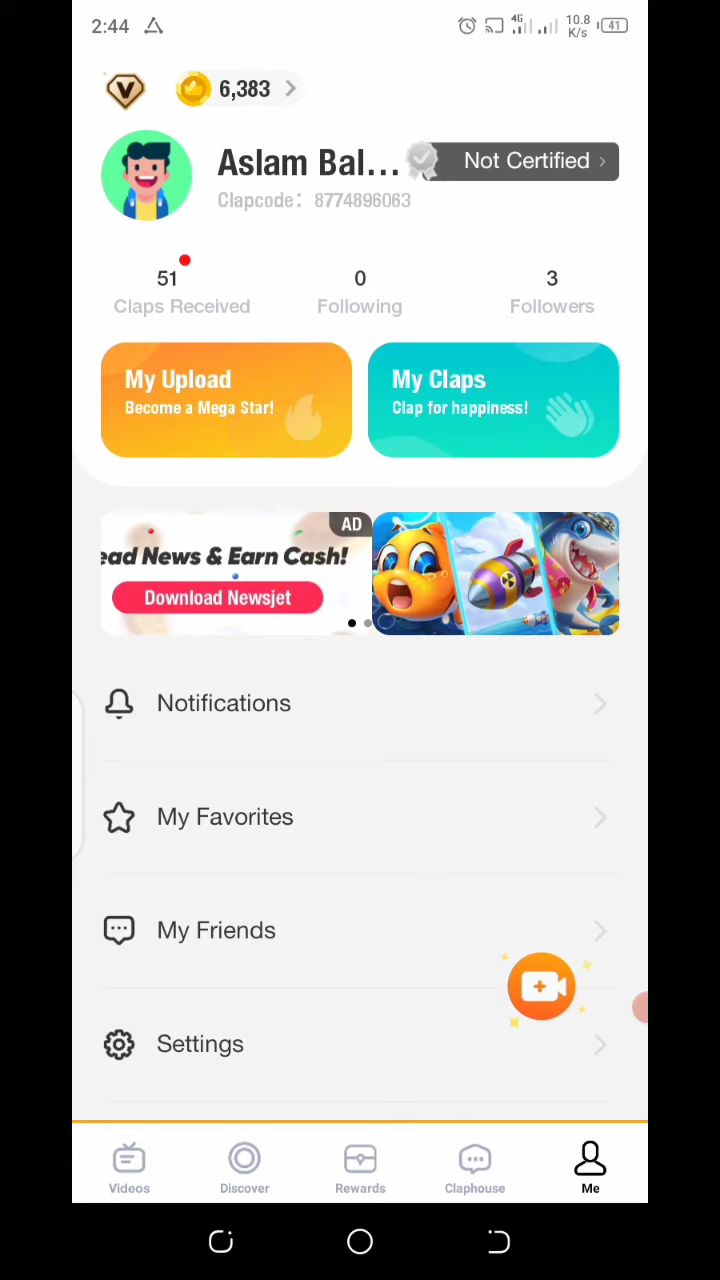 2:44
4G
10.8
K/s
41
V
6,383
Aslam Bal...
Not Certified
Clapcode: 8774896063
51
0
3
Claps Received
Following
Followers
My Upload
Become a Mega Star!
My Claps
Clap for happiness!
AD
ead News & Earn Cash!
Download Newsjet
Notifications
My Favorites
My Friends
Settings
Videos
Discover
Rewards
Claphouse
Me